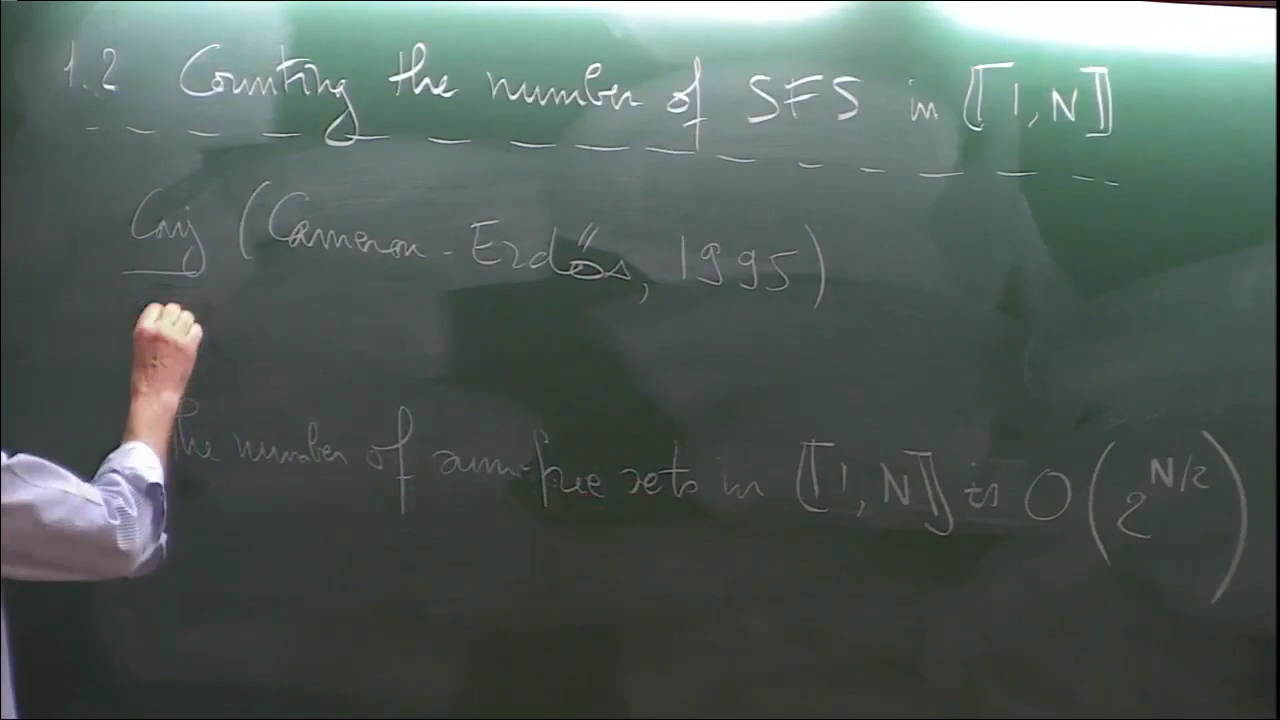 1.2 Counting the number of SFS in ⟦1, N⟧
Conj (Cameron-Erdős, 1995)
The number of sum-free sets in ⟦1, N⟧ is O(2^{N/2})